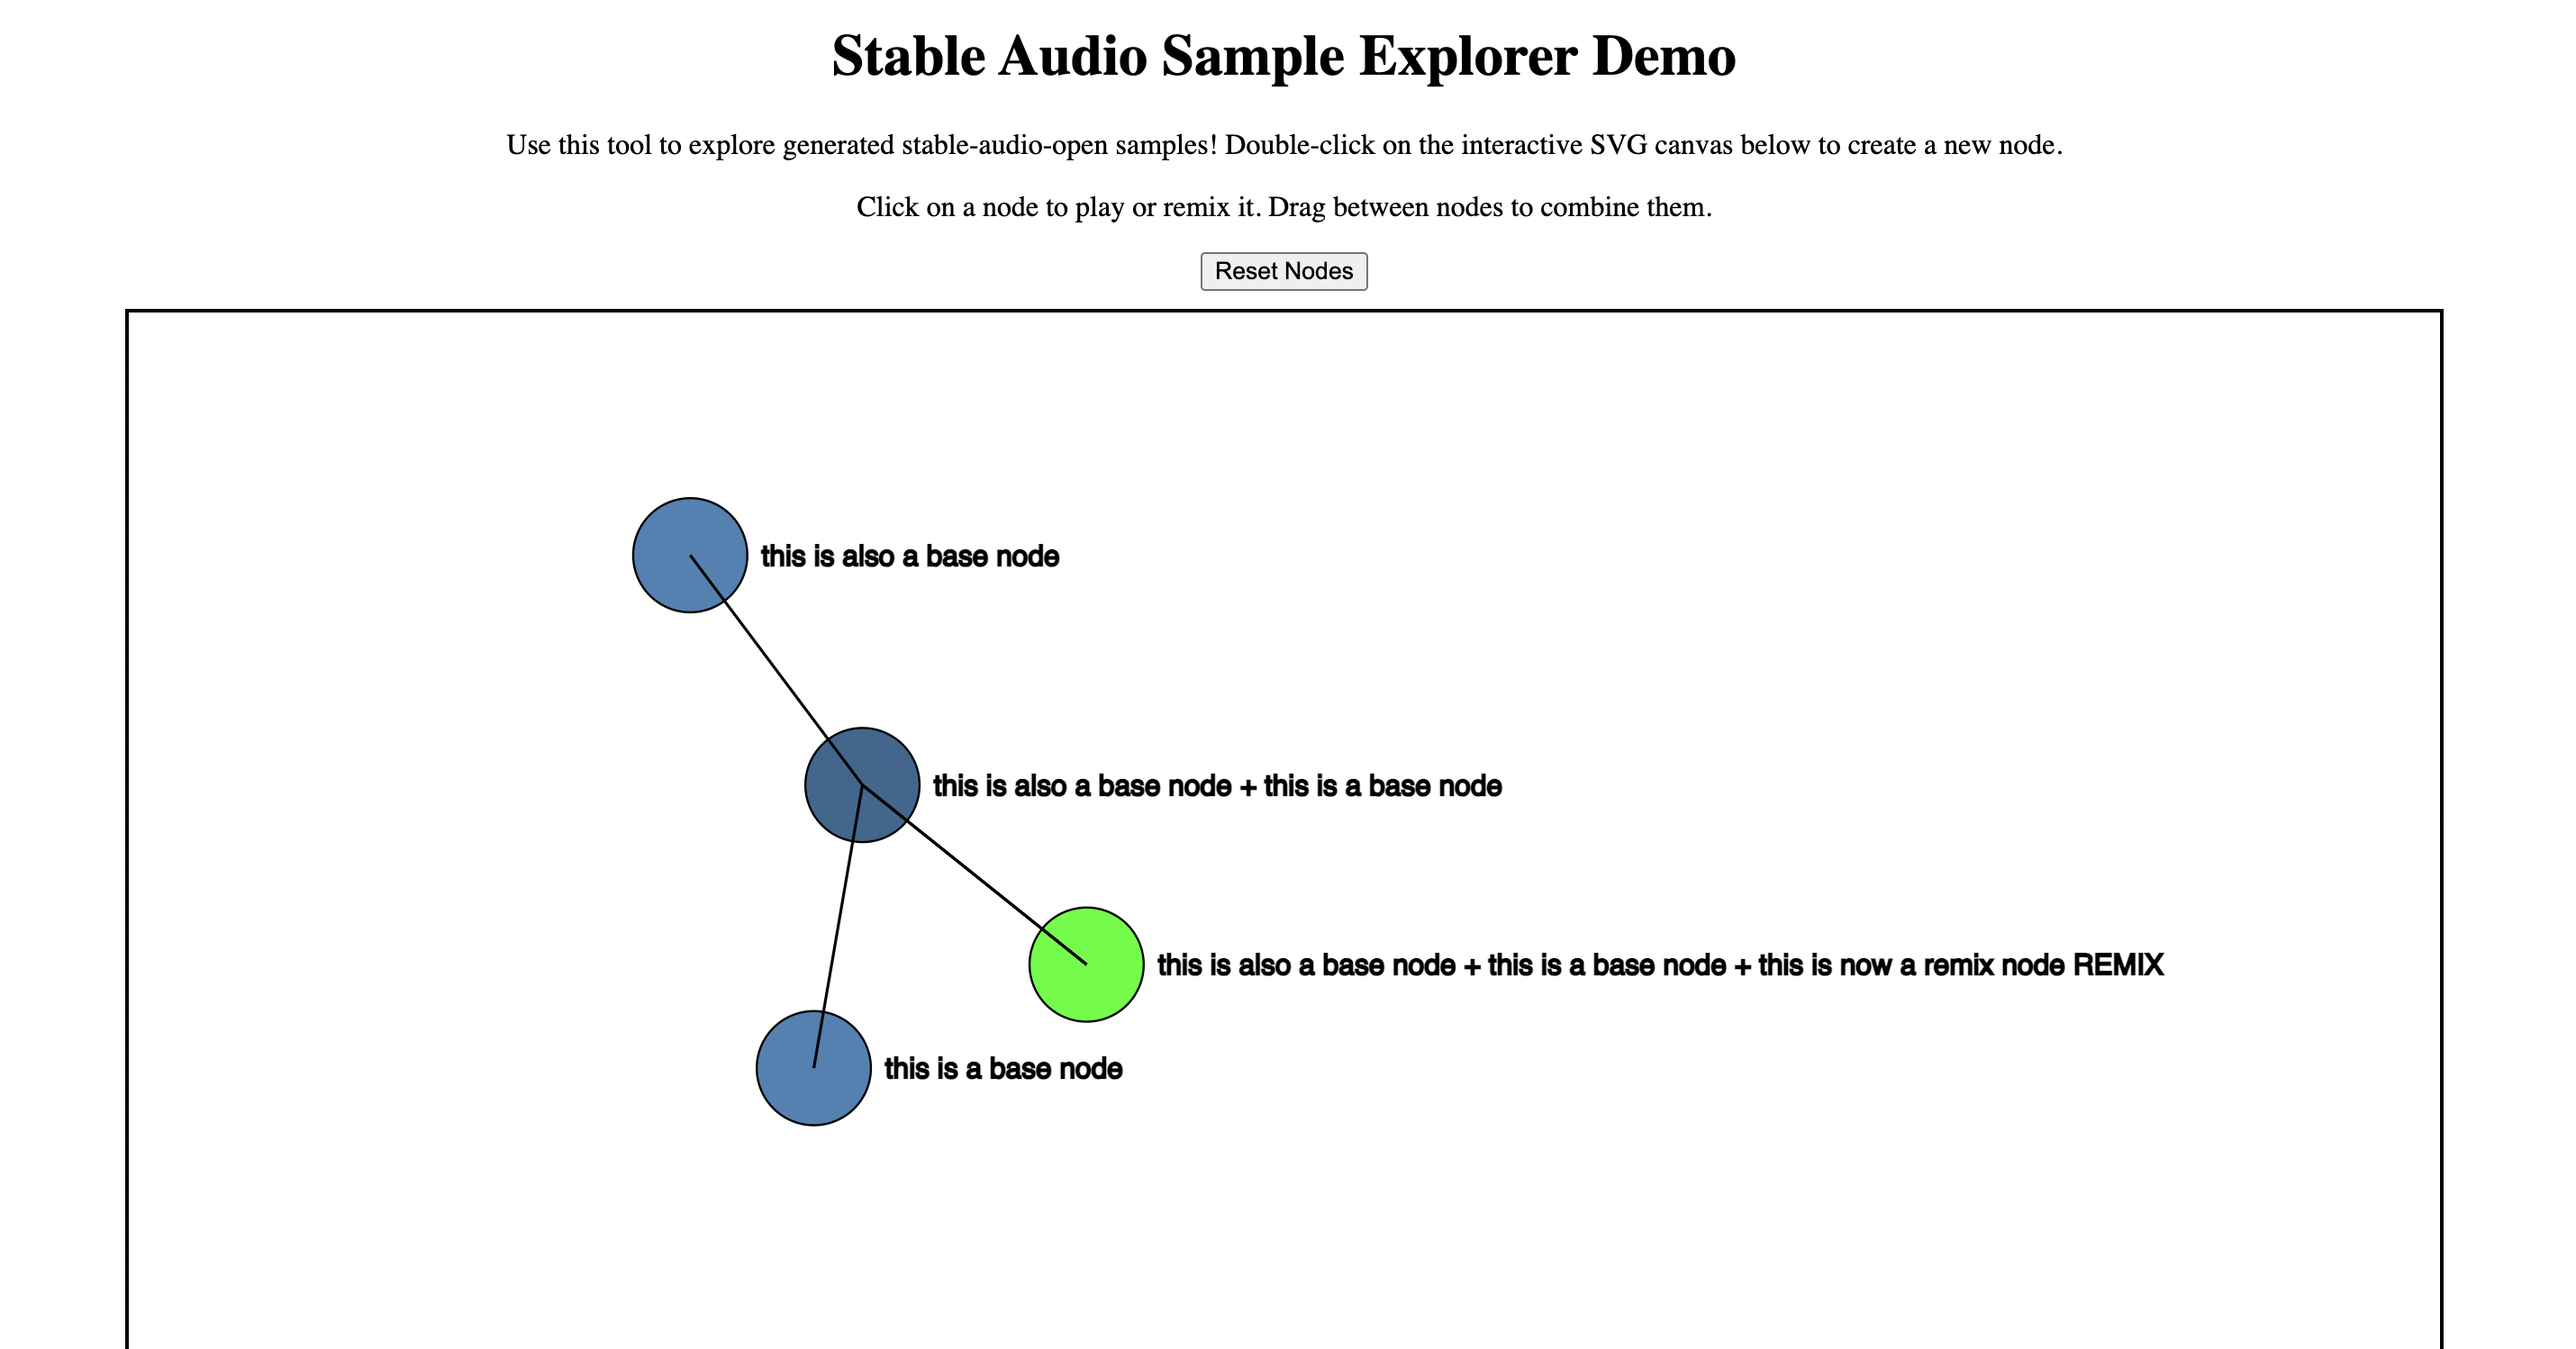 Stable Audio Sample Explorer Demo
Use this tool to explore generated stable-audio-open samples! Double-click on the interactive SVG canvas below to create a new node.
Click on a node to play or remix it. Drag between nodes to combine them.
Reset Nodes
this is also a base node
this is also a base node + this is a base node
this is also a base node + this is a base node + this is now a remix node REMIX
this is a base node